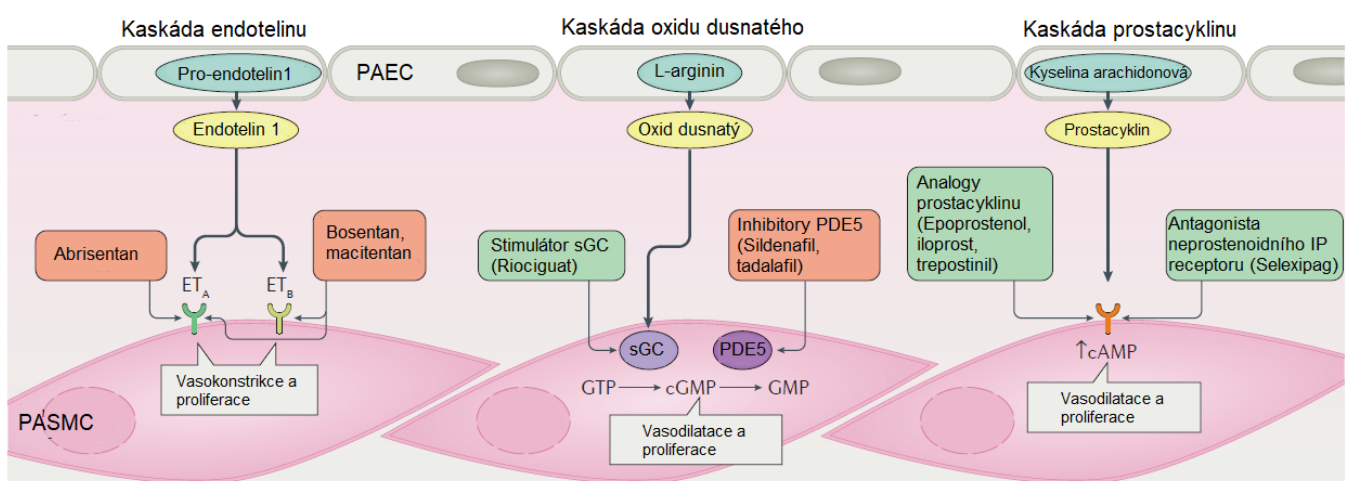 Kaskáda endotelinu
Kaskáda oxidu dusnatého
Kaskáda prostacyklinu
Pro-endotelin1
PAEC
L-arginin
Kyselina arachidonová
Endotelin 1
Oxid dusnatý
Prostacyklin
Abrisentan
Bosentan,
macitentan
ET A
ET B
Vasokonstrikce a
proliferace
PASMC
Stimulátor sGC
(Riociguat)
Inhibitory PDE5
(Sildenafil,
tadalafil)
sGC
PDE5
GTP
cGMP
GMP
Vasodilatace a
proliferace
Analogy
prostacyklinu
(Epoprostenol,
iloprost,
trepostinil)
Antagonista
neprostenoidního IP
receptoru (Selexipag)
↑cAMP
Vasodilatace a
proliferace